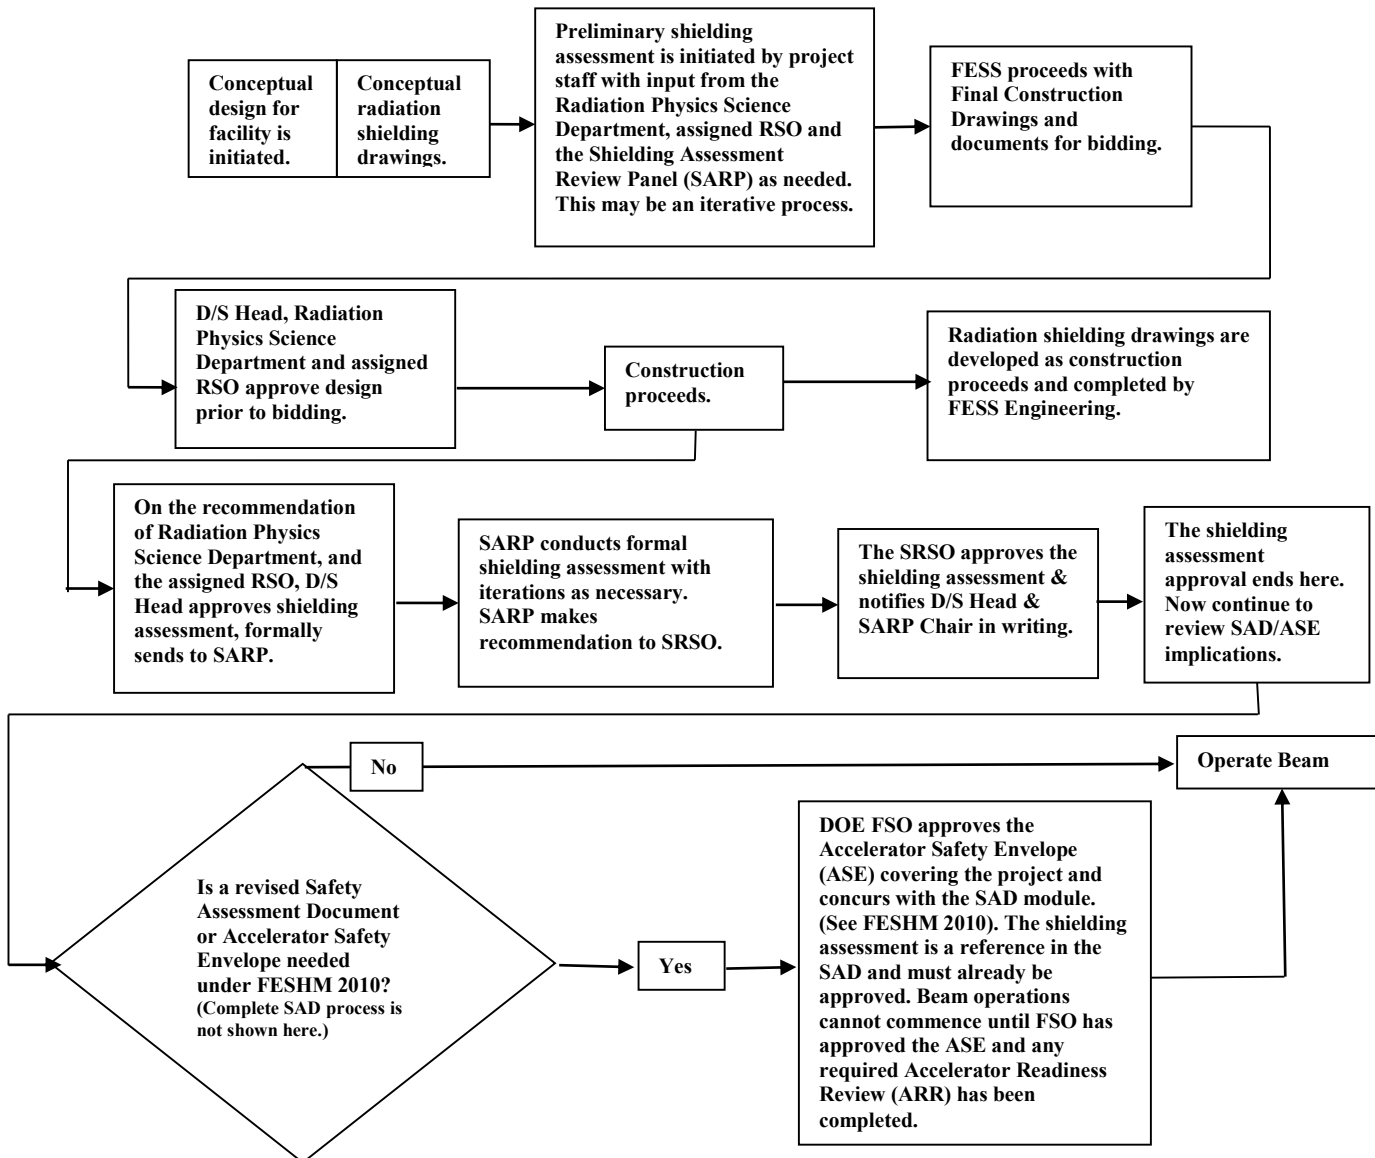 Conceptual
design for
facility is
initiated.
Conceptual
radiation
shielding
drawings.
Preliminary shielding
assessment is initiated by project
staff with input from the
Radiation Physics Science
Department, assigned RSO and
the Shielding Assessment
Review Panel (SARP) as needed.
This may be an iterative process.
FESS proceeds with
Final Construction
Drawings and
documents for bidding.
D/S Head, Radiation
Physics Science
Department and assigned
RSO approve design
prior to bidding.
Construction
proceeds.
Radiation shielding drawings are
developed as construction
proceeds and completed by
FESS Engineering.
On the recommendation
of Radiation Physics
Science Department, and
the assigned RSO, D/S
Head approves shielding
assessment, formally
sends to SARP.
SARP conducts formal
shielding assessment with
iterations as necessary.
SARP makes
recommendation to SRSO.
The SRSO approves the
shielding assessment &
notifies D/S Head &
SARP Chair in writing.
The shielding
assessment
approval ends here.
Now continue to
review SAD/ASE
implications.
No
Operate Beam
Is a revised Safety
Assessment Document
or Accelerator Safety
Envelope needed
under FESHM 2010?
(Complete SAD process is
not shown here.)
Yes
DOE FSO approves the
Accelerator Safety Envelope
(ASE) covering the project and
concurs with the SAD module.
(See FESHM 2010). The shielding
assessment is a reference in the
SAD and must already be
approved. Beam operations
cannot commence until FSO has
approved the ASE and any
required Accelerator Readiness
Review (ARR) has been
completed.